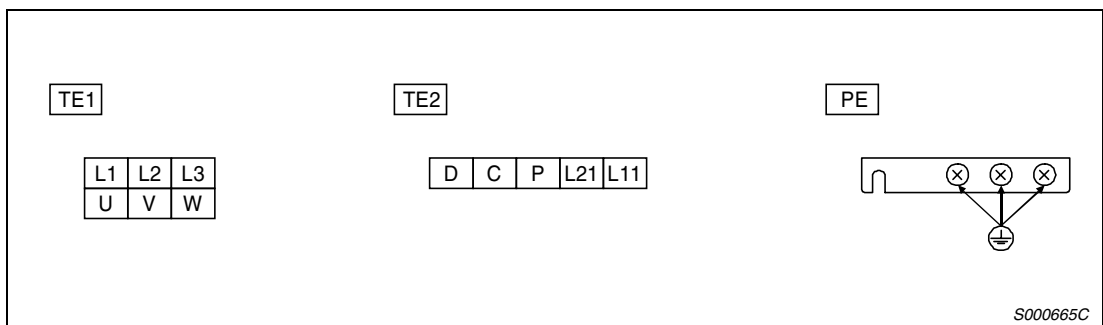 TE1 TE2 PE
L1 L2 L3 D C P L21 L11
U V W
S000665C